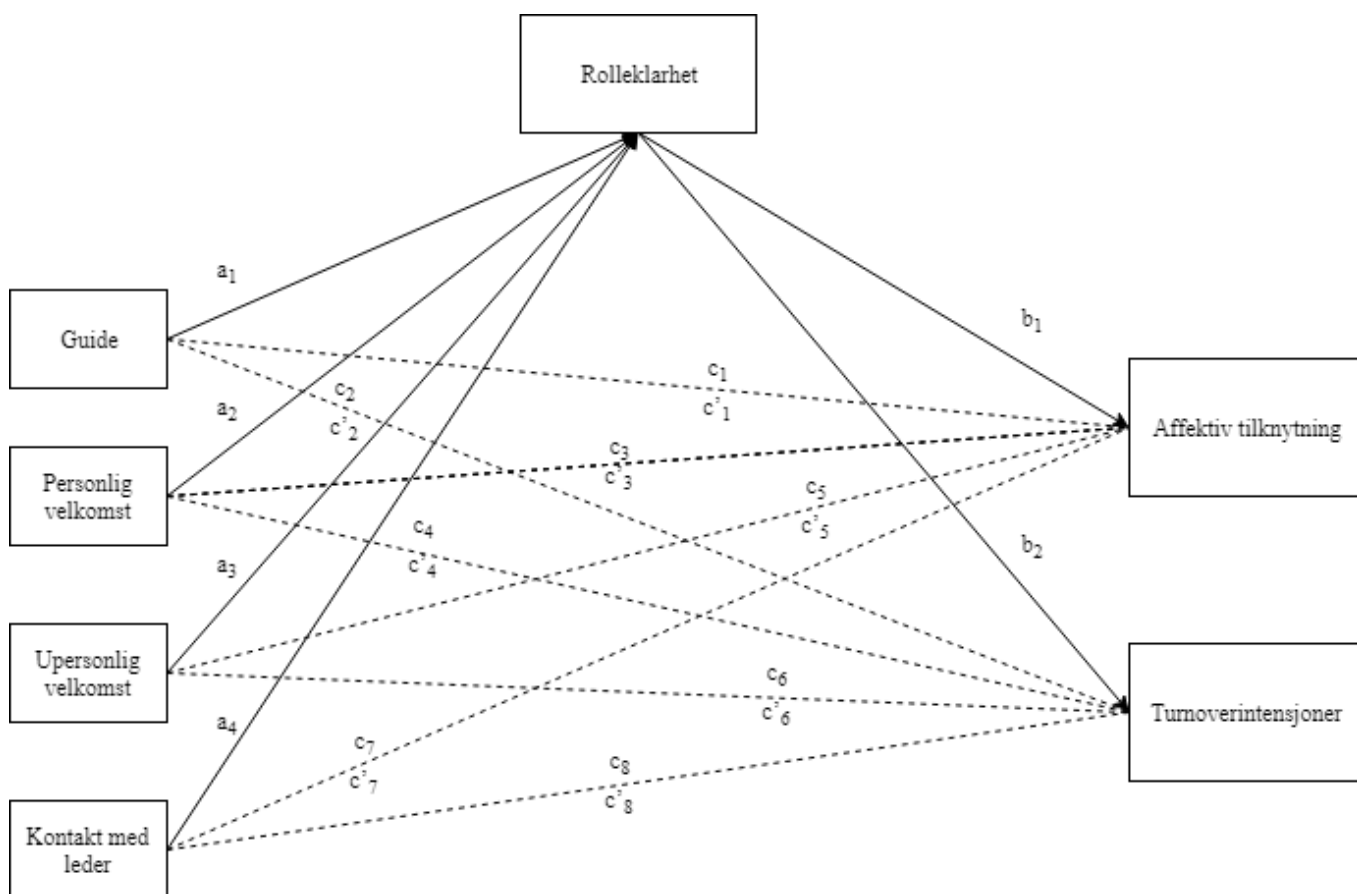 Rolleklarhet
a₁
b₁
Guide
c₁
c'₁
c₂
c'₂
a₂
Affektiv tilknytning
c₃
c'₃
Personlig
velkomst
c₄
c'₄
c₅
c'₅
b₂
a₃
Upersonlig
velkomst
c₆
c'₆
Turnoverintensjoner
a₄
c₇
c'₇
c₈
c'₈
Kontakt med
leder